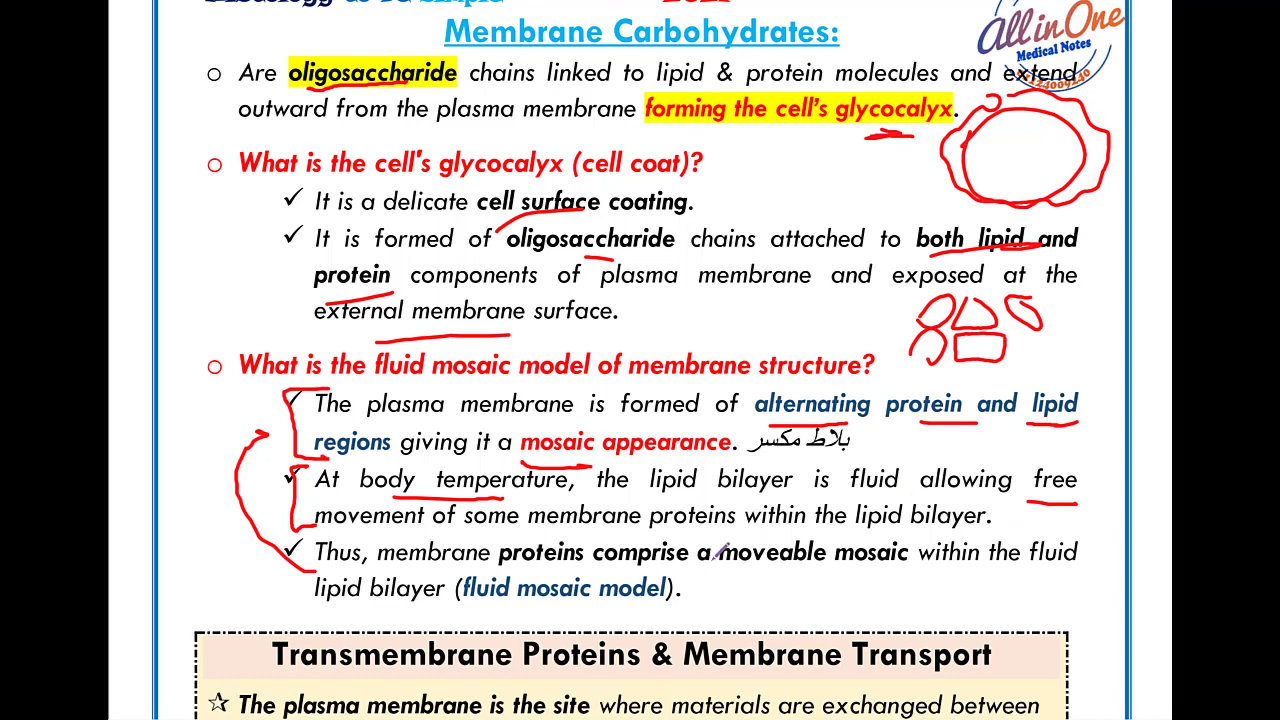 Membrane Carbohydrates:
All in One
Medical Notes
o Are oligosaccharide chains linked to lipid & protein molecules and extend
outward from the plasma membrane forming the cell's glycocalyx.
o What is the cell's glycocalyx (cell coat)?
✓ It is a delicate cell surface coating.
✓ It is formed of oligosaccharide chains attached to both lipid and
protein components of plasma membrane and exposed at the
external membrane surface.
o What is the fluid mosaic model of membrane structure?
✓ The plasma membrane is formed of alternating protein and lipid
regions giving it a mosaic appearance. بلاط مكسر
✓ At body temperature, the lipid bilayer is fluid allowing free
movement of some membrane proteins within the lipid bilayer.
✓ Thus, membrane proteins comprise a moveable mosaic within the fluid
lipid bilayer (fluid mosaic model).
Transmembrane Proteins & Membrane Transport
☆ The plasma membrane is the site where materials are exchanged between